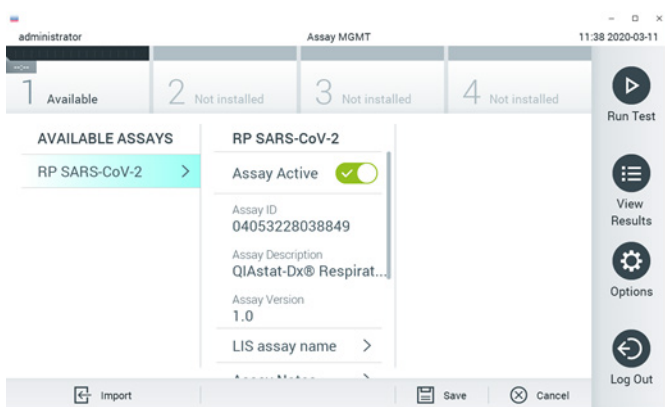 administrator
Assay MGMT
11:38 2020-03-11
1 Available
2 Not installed
3 Not installed
4 Not installed
Run Test
AVAILABLE ASSAYS
RP SARS-CoV-2
RP SARS-CoV-2
Assay Active
Assay ID
04053228038849
Assay Description
QIAstat-Dx® Respirat...
Assay Version
1.0
LIS assay name
View
Results
Options
Log Out
Import
Save
Cancel